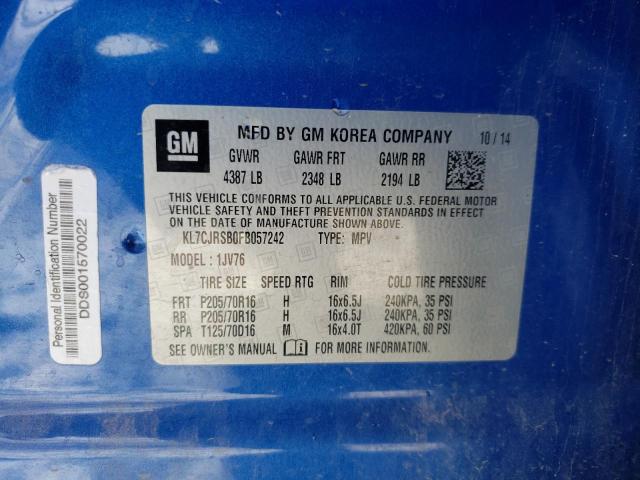 GM
MFD BY GM KOREA COMPANY 10/14
GVWR GAWR FRT GAWR RR
4387 LB 2348 LB 2194 LB
THIS VEHICLE CONFORMS TO ALL APPLICABLE U.S. FEDERAL MOTOR
VEHICLE SAFETY AND THEFT PREVENTION STANDARDS IN EFFECT
ON THE DATE OF MANUFACTURE SHOWN ABOVE.
KL7CJRSB0FB057242 TYPE: MPV
MODEL: 1JV76
TIRE SIZE SPEED RTG RIM COLD TIRE PRESSURE
FRT P205/70R16 H 16x6.5J 240KPA, 35 PSI
RR P205/70R16 H 16x6.5J 240KPA, 35 PSI
SPA T125/70D16 M 16x4.0T 420KPA, 60 PSI
SEE OWNER'S MANUAL FOR MORE INFORMATION
Personal Identification Number
DDS001570022